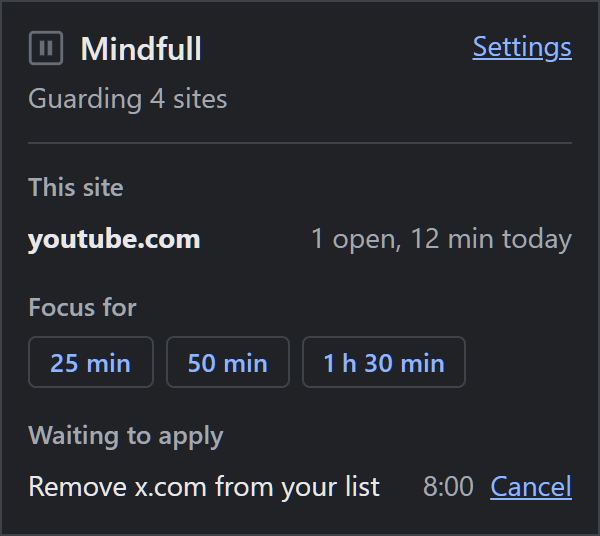 Mindfull
Settings
Guarding 4 sites
This site
youtube.com
1 open, 12 min today
Focus for
25 min
50 min
1 h 30 min
Waiting to apply
Remove x.com from your list
8:00
Cancel